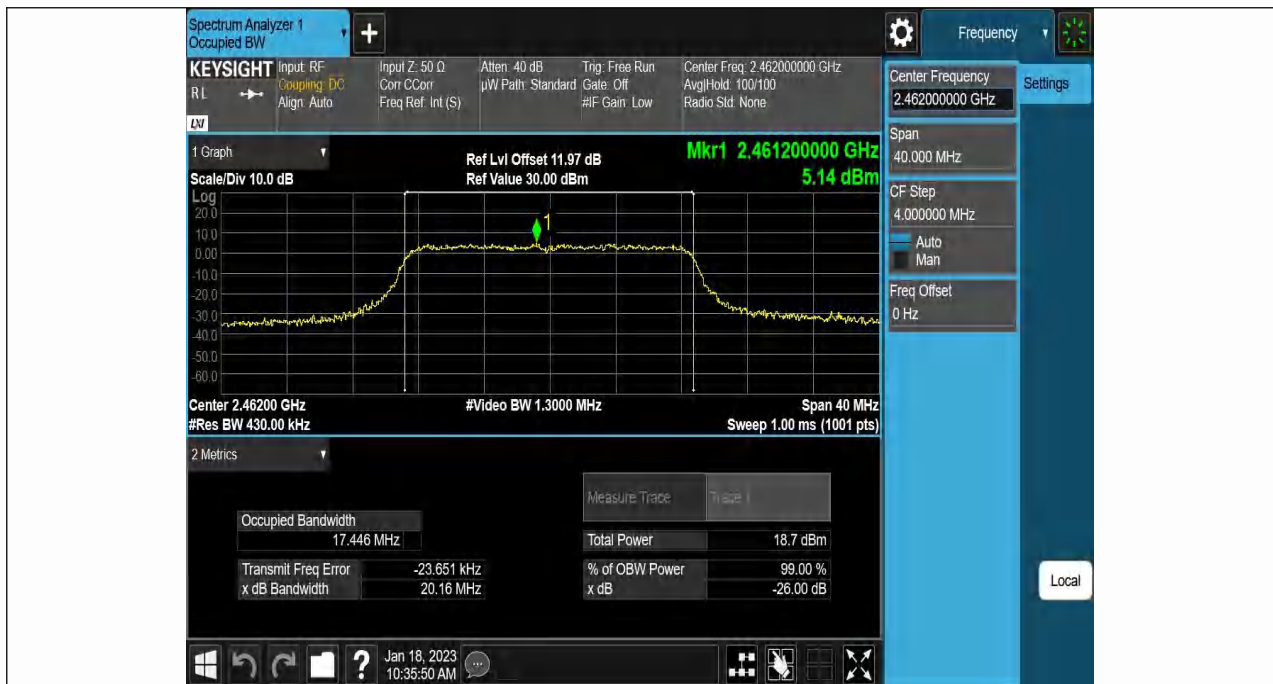 Spectrum Analyzer 1
Occupied BW
+
Frequency
KEYSIGHT
R L
LXI
Input: RF
Coupling: DC
Align: Auto
Input Z: 50 Ω
Corr CCorr
Freq Ref: Int (S)
Atten: 40 dB
µW Path: Standard
Trig: Free Run
Gate: Off
#IF Gain: Low
Center Freq: 2.462000000 GHz
Avg|Hold: 100/100
Radio Std: None
Center Frequency
2.462000000 GHz
Settings
Span
40.000 MHz
CF Step
4.000000 MHz
Auto
Man
Freq Offset
0 Hz
Local
1 Graph
Scale/Div 10.0 dB
Ref Lvl Offset 11.97 dB
Ref Value 30.00 dBm
Mkr1 2.461200000 GHz
5.14 dBm
Log
20.0
10.0
0.00
-10.0
-20.0
-30.0
-40.0
-50.0
-60.0
1
Center 2.46200 GHz
#Video BW 1.3000 MHz
Span 40 MHz
#Res BW 430.00 kHz
Sweep 1.00 ms (1001 pts)
2 Metrics
Measure Trace
Trace 1
Occupied Bandwidth
17.446 MHz
Total Power
18.7 dBm
Transmit Freq Error
-23.651 kHz
% of OBW Power
99.00 %
x dB Bandwidth
20.16 MHz
x dB
-26.00 dB
?
Jan 18, 2023
10:35:50 AM